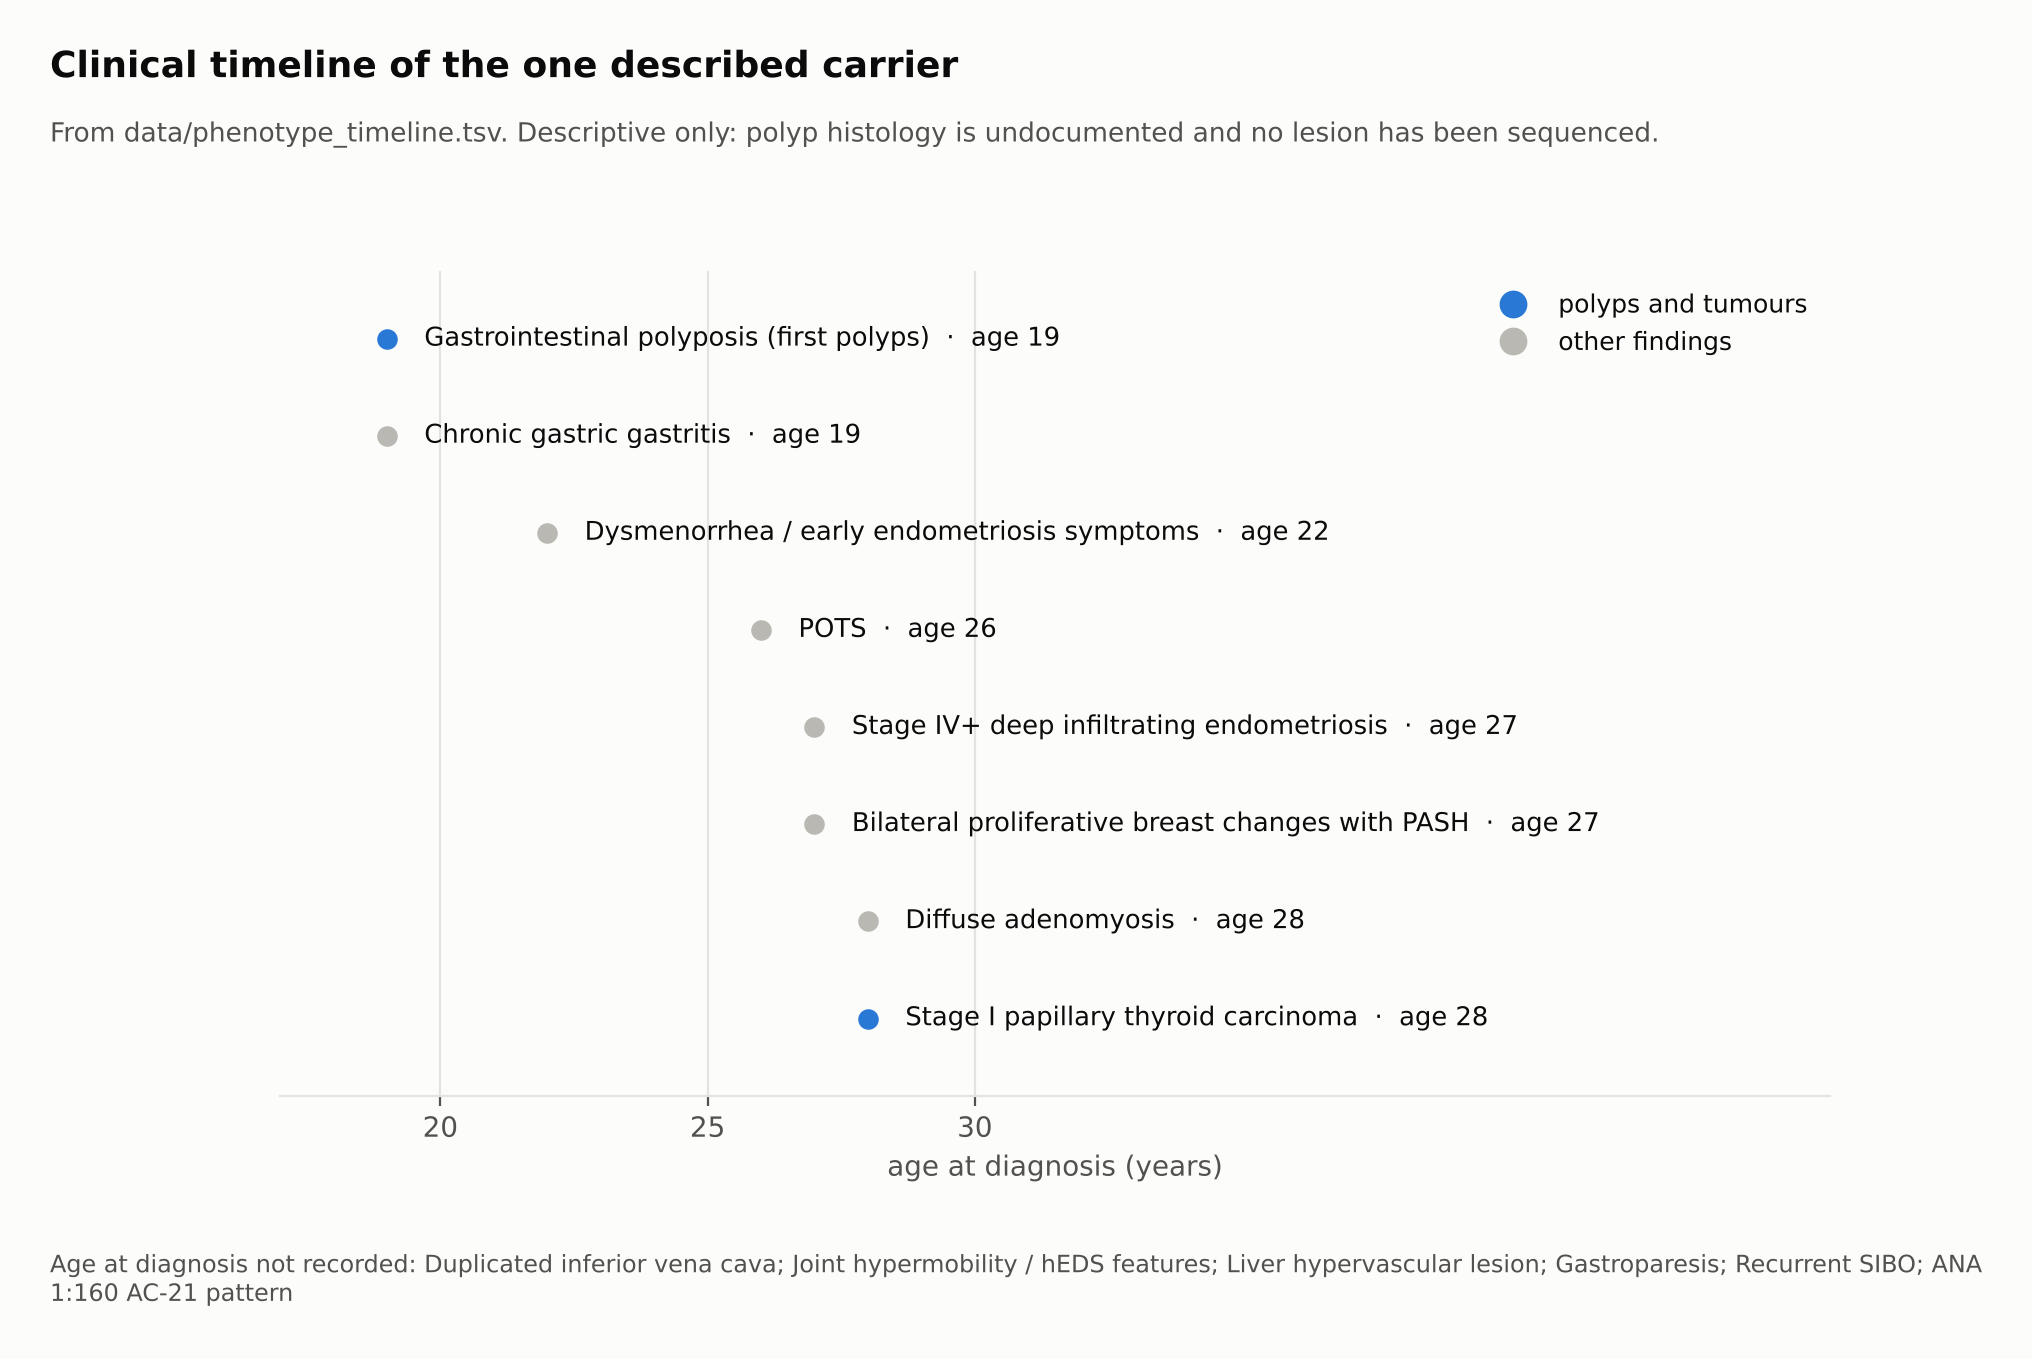 Clinical timeline of the one described carrier
From data/phenotype_timeline.tsv. Descriptive only: polyp histology is undocumented and no lesion has been sequenced.
polyps and tumours
other findings
Gastrointestinal polyposis (first polyps) · age 19
Chronic gastric gastritis · age 19
Dysmenorrhea / early endometriosis symptoms · age 22
POTS · age 26
Stage IV+ deep infiltrating endometriosis · age 27
Bilateral proliferative breast changes with PASH · age 27
Diffuse adenomyosis · age 28
Stage I papillary thyroid carcinoma · age 28
20 25 30
age at diagnosis (years)
Age at diagnosis not recorded: Duplicated inferior vena cava; Joint hypermobility / hEDS features; Liver hypervascular lesion; Gastroparesis; Recurrent SIBO; ANA
1:160 AC-21 pattern